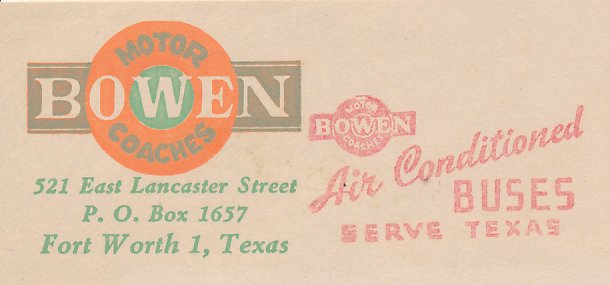 MOTOR
BOWEN
COACHES
521 East Lancaster Street
P. O. Box 1657
Fort Worth 1, Texas
MOTOR
BOWEN
COACHES
Air Conditioned
BUSES
SERVE TEXAS